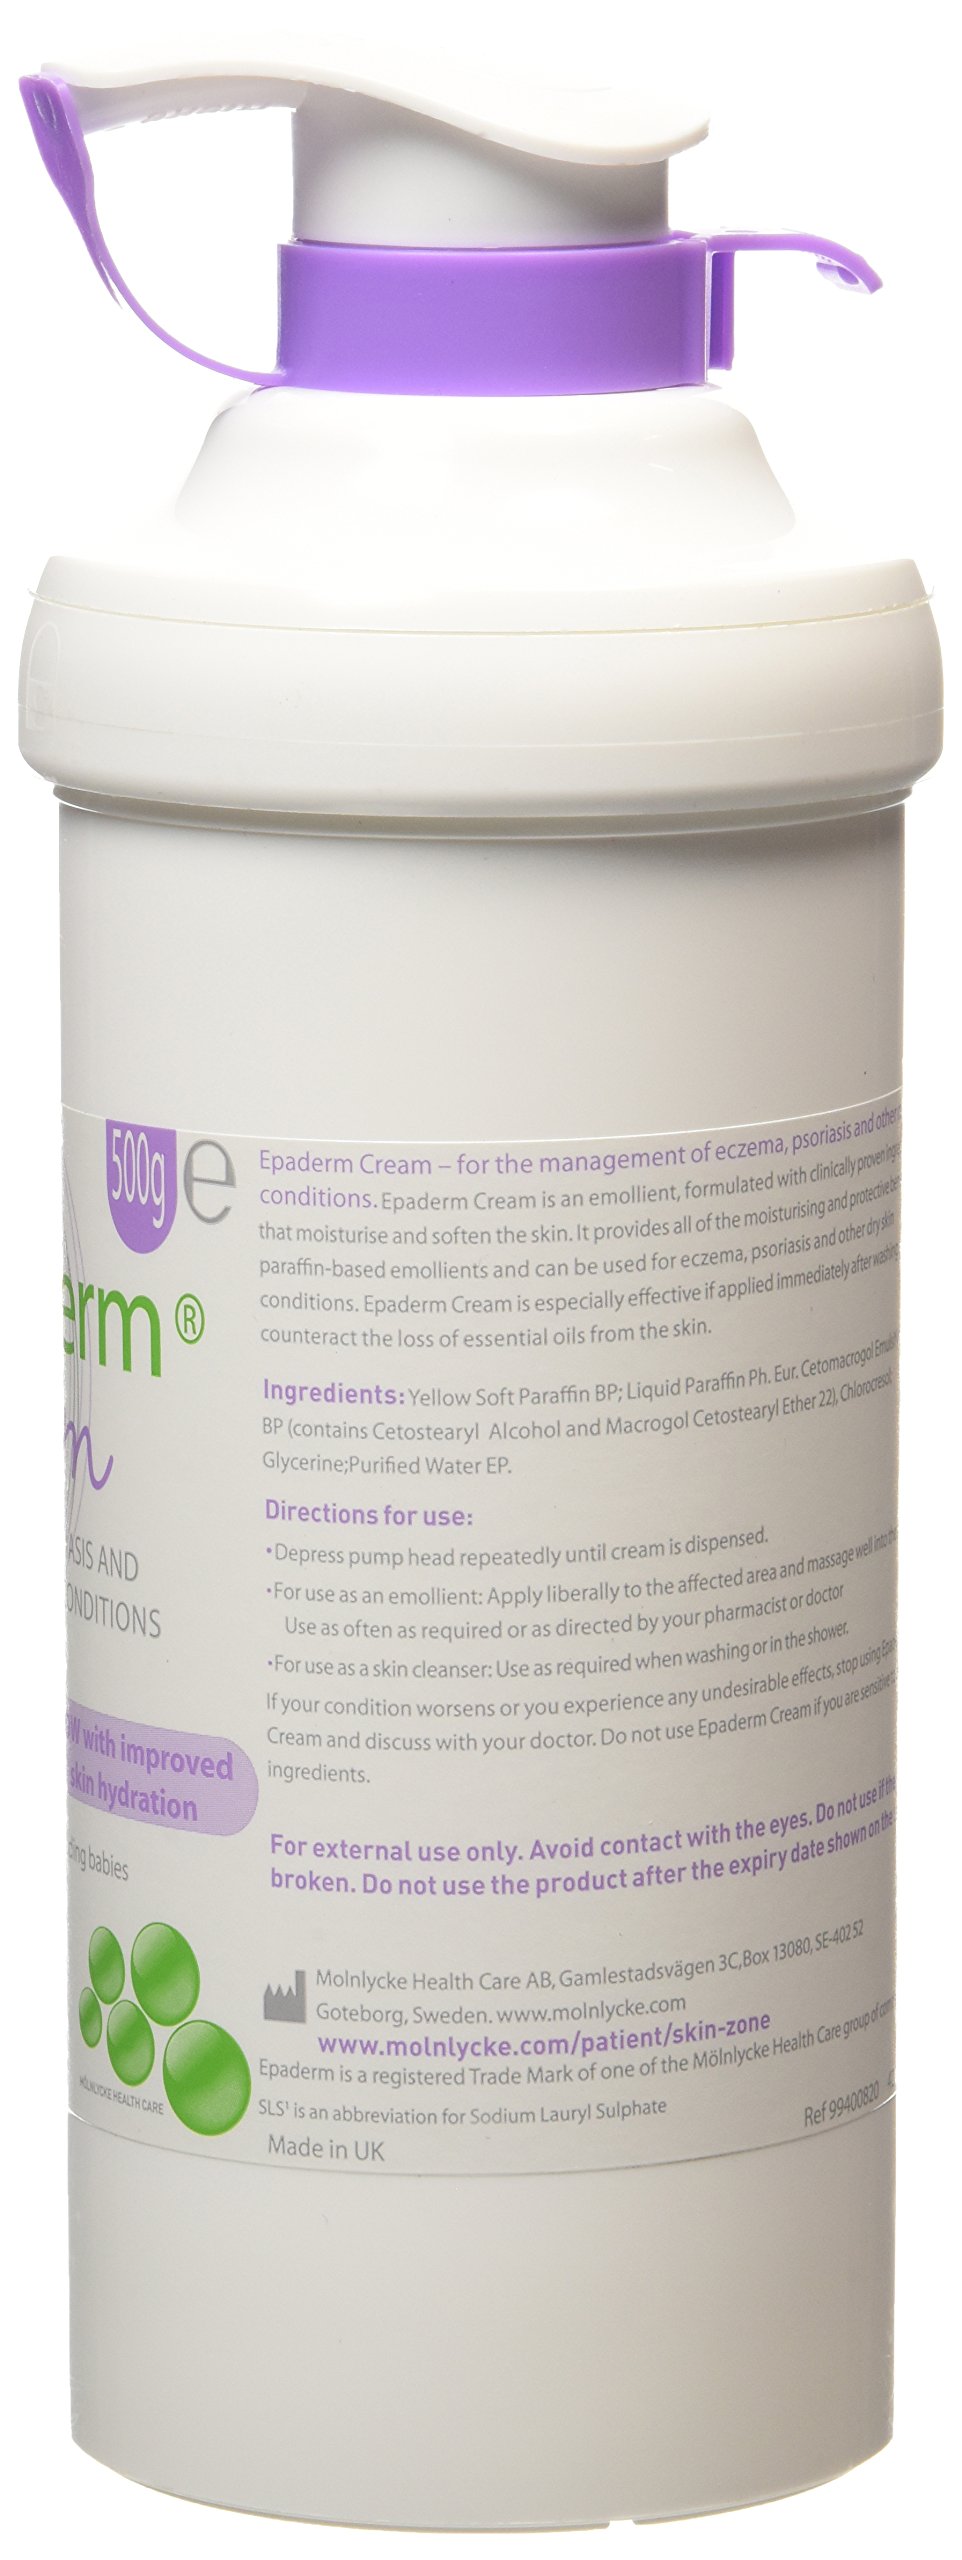 500g e
erm®
ASIS AND
ONDITIONS
with improved
skin hydration
babies
MÖLNLYCKE HEALTH CARE
Epaderm Cream – for the management of eczema, psoriasis and other
conditions. Epaderm Cream is an emollient, formulated with clinically proven
that moisturise and soften the skin. It provides all of the moisturising and protective
paraffin-based emollients and can be used for eczema, psoriasis and other dry skin
conditions. Epaderm Cream is especially effective if applied immediately after washing
counteract the loss of essential oils from the skin.
Ingredients: Yellow Soft Paraffin BP; Liquid Paraffin Ph. Eur. Cetomacrogol
BP (contains Cetostearyl Alcohol and Macrogol Cetostearyl Ether 22), Chlorocresol;
Glycerine;Purified Water EP.
Directions for use:
•Depress pump head repeatedly until cream is dispensed.
•For use as an emollient: Apply liberally to the affected area and massage well into the
Use as often as required or as directed by your pharmacist or doctor
•For use as a skin cleanser: Use as required when washing or in the shower.
If your condition worsens or you experience any undesirable effects, stop using
Cream and discuss with your doctor. Do not use Epaderm Cream if you are sensitive
ingredients.
For external use only. Avoid contact with the eyes. Do not use if the
broken. Do not use the product after the expiry date shown on the
Molnlycke Health Care AB, Gamlestadsvägen 3C,Box 13080, SE-402 52
Goteborg, Sweden. www.molnlycke.com
www.molnlycke.com/patient/skin-zone
Epaderm is a registered Trade Mark of one of the Mölnlycke Health Care group of
SLS¹ is an abbreviation for Sodium Lauryl Sulphate
Ref 99400820
Made in UK